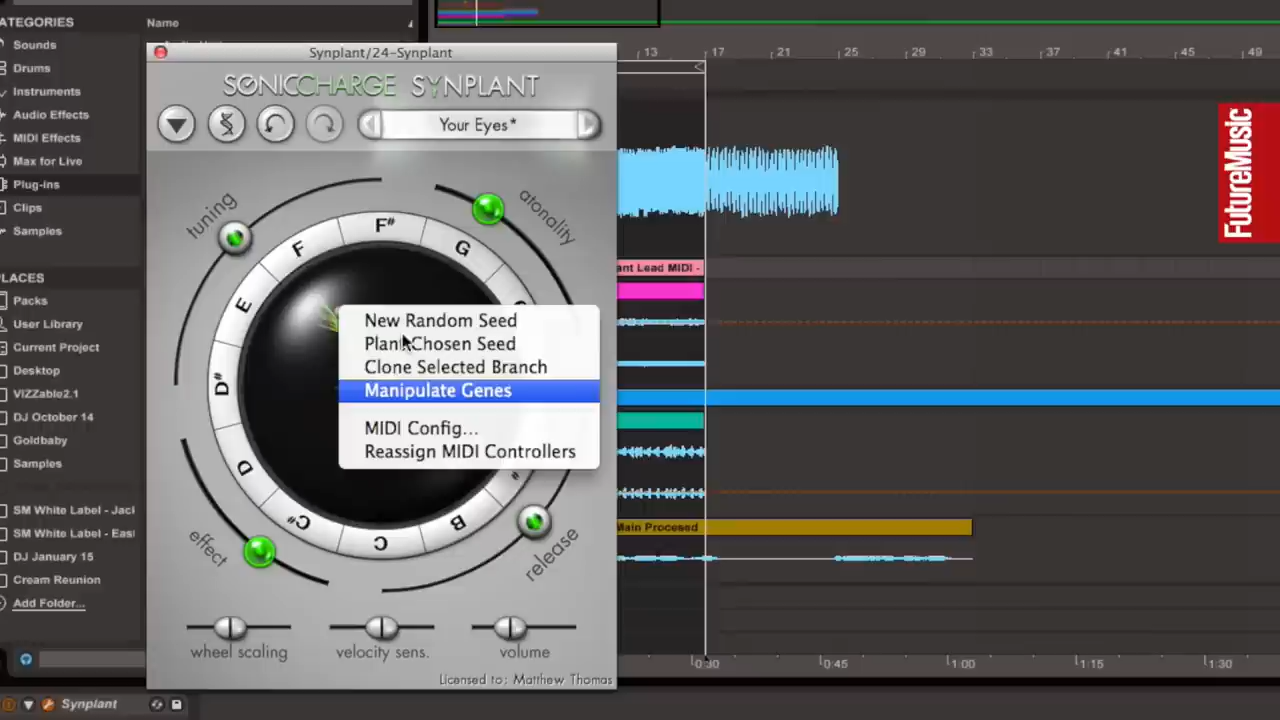 ATEGORIES
Name
Sounds
Drums
Instruments
Audio Effects
MIDI Effects
Max for Live
Plug-ins
Clips
Samples
LACES
Packs
User Library
Current Project
Desktop
VIZZable2.1
DJ October 14
Goldbaby
Samples
SM White Label - Jack
SM White Label - East
DJ January 15
Cream Reunion
Add Folder...
Synplant
Synplant/24-Synplant
SONICCHARGE SYNPLANT
Your Eyes*
tuning
atonality
effect
release
F#
G
F
E
D#
D
C#
C
B
New Random Seed
Plant Chosen Seed
Clone Selected Branch
Manipulate Genes
MIDI Config...
Reassign MIDI Controllers
wheel scaling
velocity sens.
volume
Licensed to: Matthew Thomas
13 17 21 25 29 33 37 41 45 49
FutureMusic
ant Lead MIDI -
Main Procesed
0:30 0:45 1:00 1:15 1:30